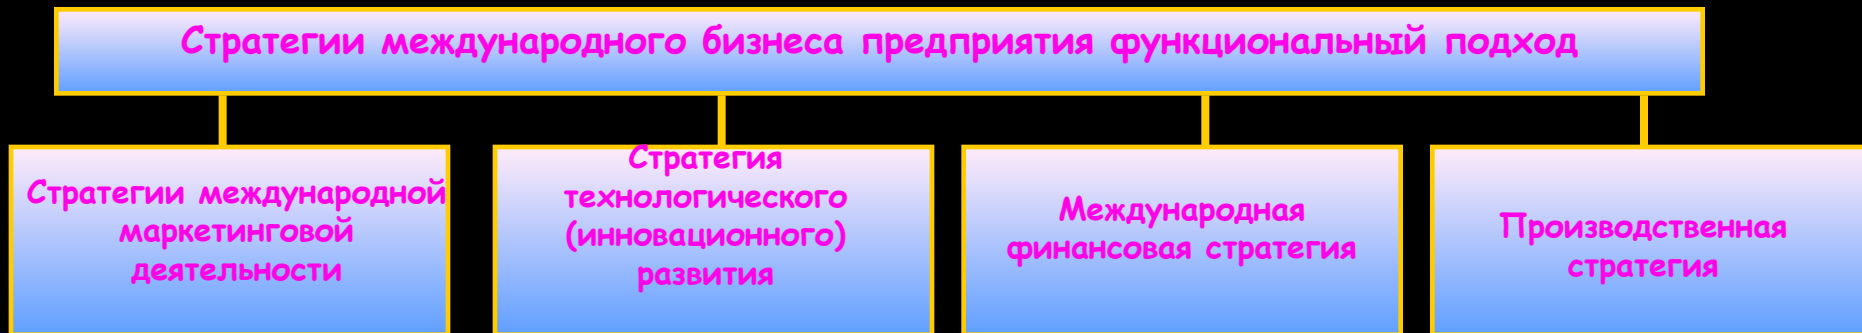 Стратегии международного бизнеса предприятия функциональный подход
Стратегии международной
маркетинговой
деятельности
Стратегия
технологического
(инновационного)
развития
Международная
финансовая стратегия
Производственная
стратегия